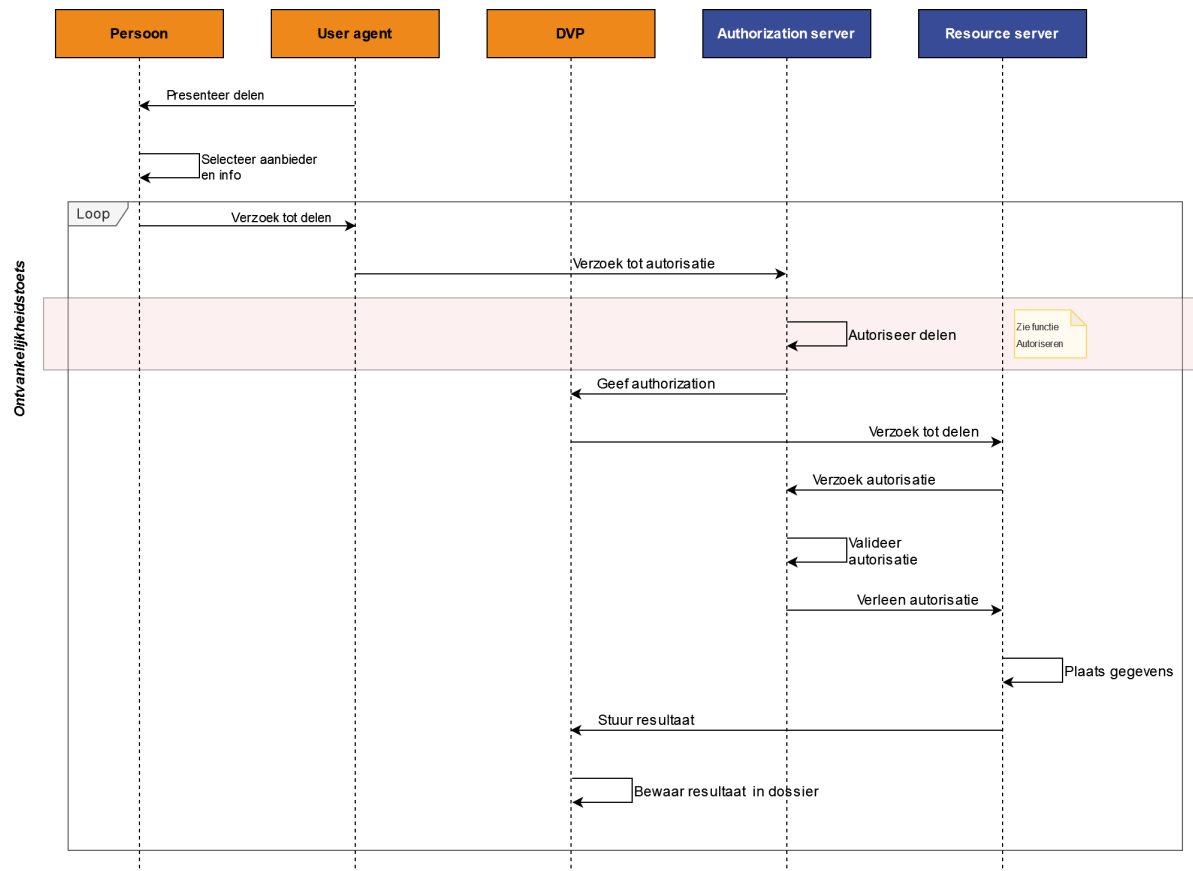 Persoon
User agent
DVP
Authorization server
Resource server
Presenteer delen
Selecteer aanbieder
en info
Loop
Verzoek tot delen
Ontvankelijkheidstoets
Verzoek tot autorisatie
Autoriseer delen
Zie functie
Autoriseren
Geef authorization
Verzoek tot delen
Verzoek autorisatie
Valideer
autorisatie
Verleen autorisatie
Plaats gegevens
Stuur resultaat
Bewaar resultaat in dossier